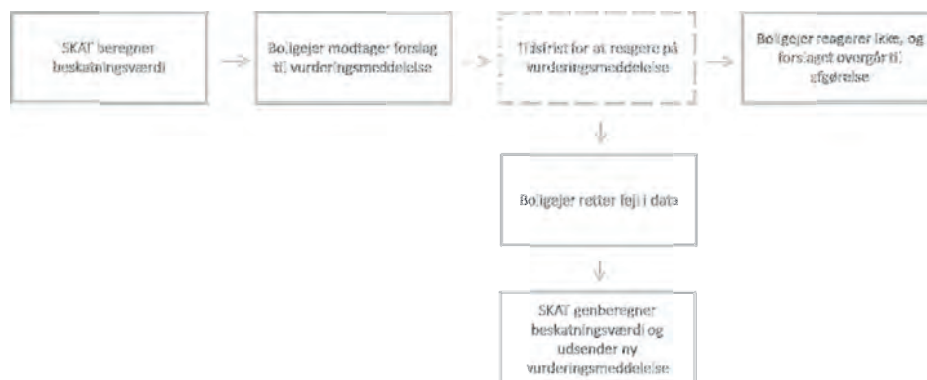 SKAT beregner
beskatningsværdi
Boligejer modtager forslag
til vurderingsmeddelelse
Tidsfrist for at reagere på
vurderingsmeddelelse
Boligejer reagerer ikke, og
forslaget overgår til
afgørelse
Boligejer retter fejl i data
SKAT genberegner
beskatningsværdi og
udsender ny
vurderingsmeddelelse